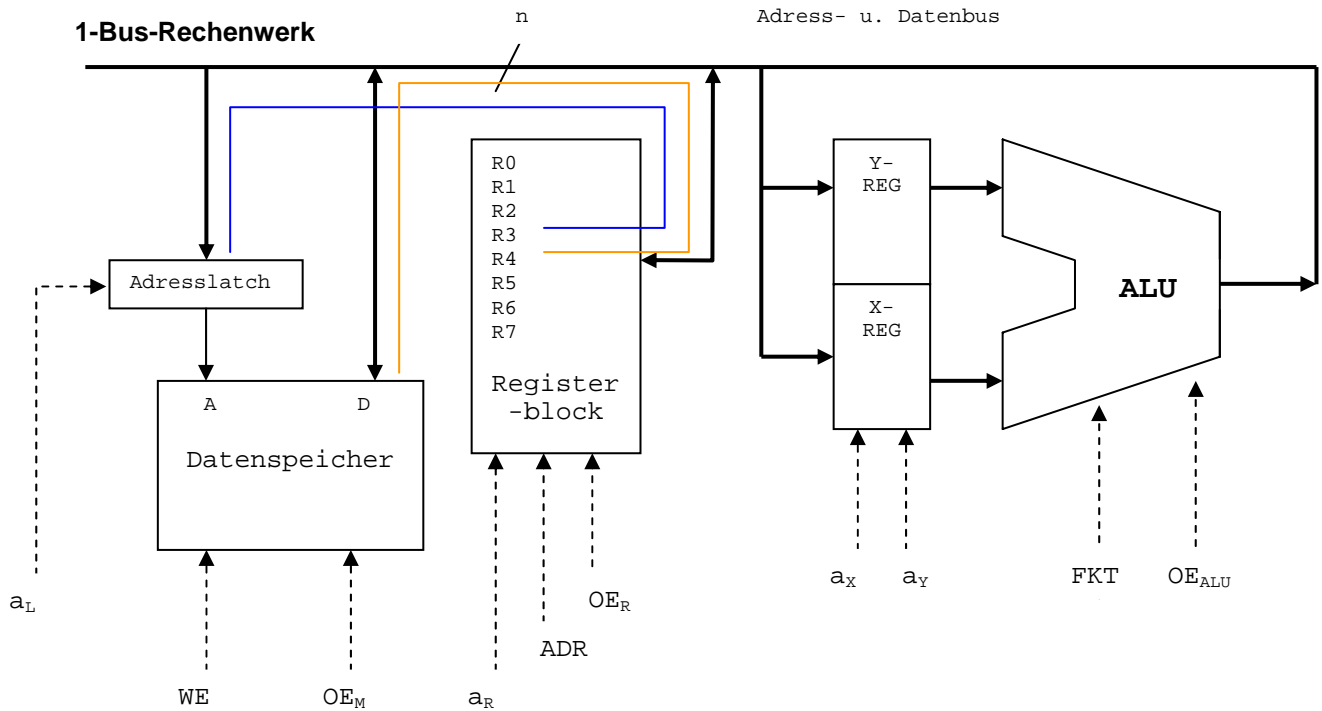 n
Adress- u. Datenbus
1-Bus-Rechenwerk
R0
R1
R2
R3
R4
R5
R6
R7
Register
-block
Y-
REG
X-
REG
ALU
Adresslatch
A D
Datenspeicher
aL
WE
OEM
aR
ADR
OER
aX
aY
FKT
OEALU